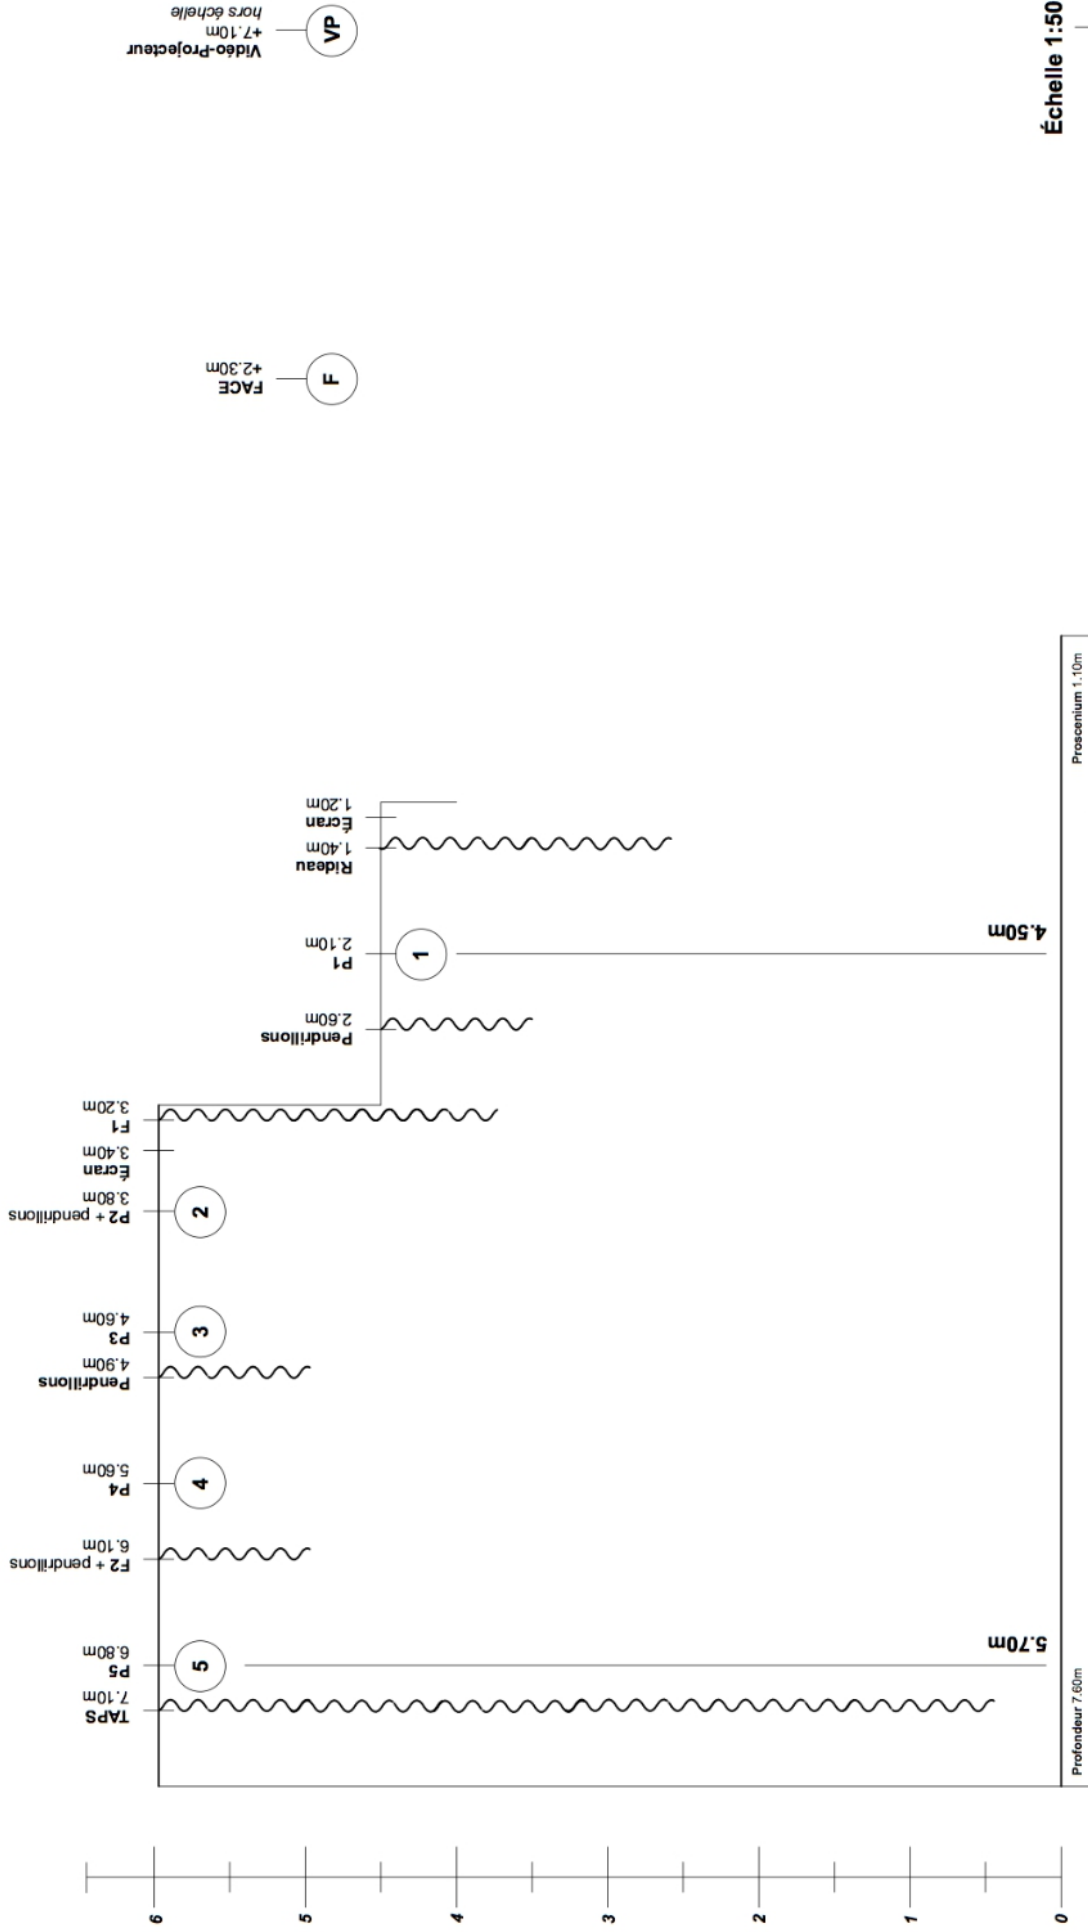 Vidéo-Projecteur
+7.10m
hors échelle
VP
Échelle 1:50
FACE
+2.30m
F
Proscenium 1.10m
Écran
1.20m
Rideau
1.40m
P1
2.10m
1
4.50m
Pendrillons
2.60m
F1
3.20m
Écran
3.40m
P2 + pendrillons
3.80m
2
P3
4.60m
3
Pendrillons
4.90m
P4
5.60m
4
F2 + pendrillons
6.10m
P5
6.80m
5
5.70m
TAPS
7.10m
Profondeur 7.60m
6
5
4
3
2
1
0